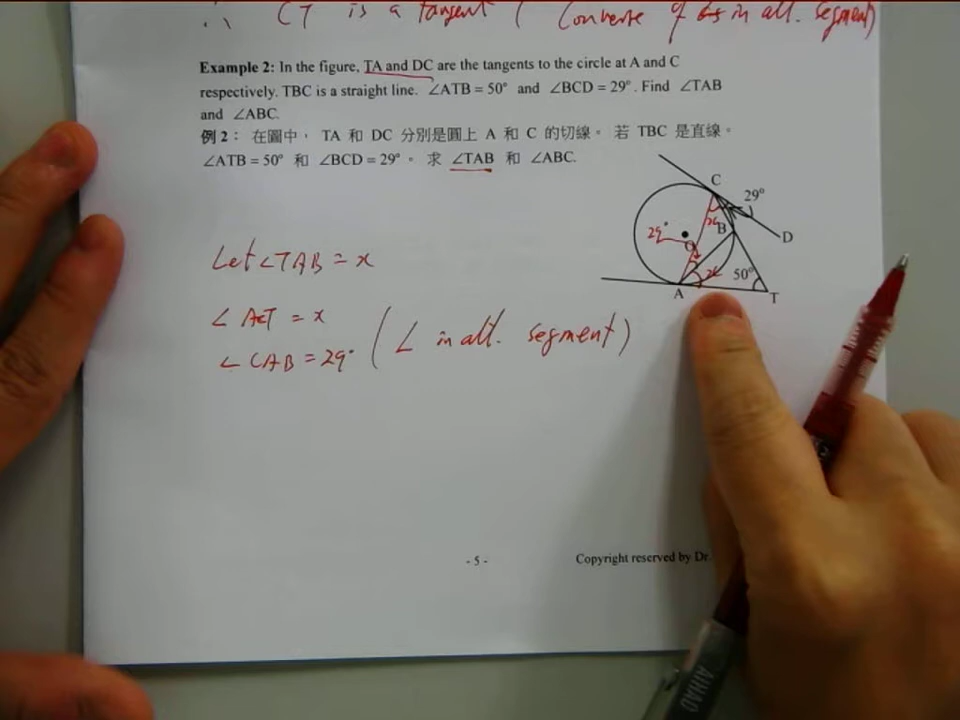 ∴ CT is a tangent ( Converse of ∠s in alt. segment)
Example 2: In the figure, TA and DC are the tangents to the circle at A and C
respectively. TBC is a straight line. ∠ATB = 50° and ∠BCD = 29°. Find ∠TAB
and ∠ABC.
例 2： 在圖中， TA 和 DC 分別是圓上 A 和 C 的切線。 若 TBC 是直線。
∠ATB = 50° 和 ∠BCD = 29°。 求 ∠TAB 和 ∠ABC.
C
29°
x
29°
B
D
O
x
50°
A
T
Let ∠TAB = x
∠ACT = x
∠CAB = 29° (∠ in alt. segment)
- 5 -
Copyright reserved by Dr.
AIHAO